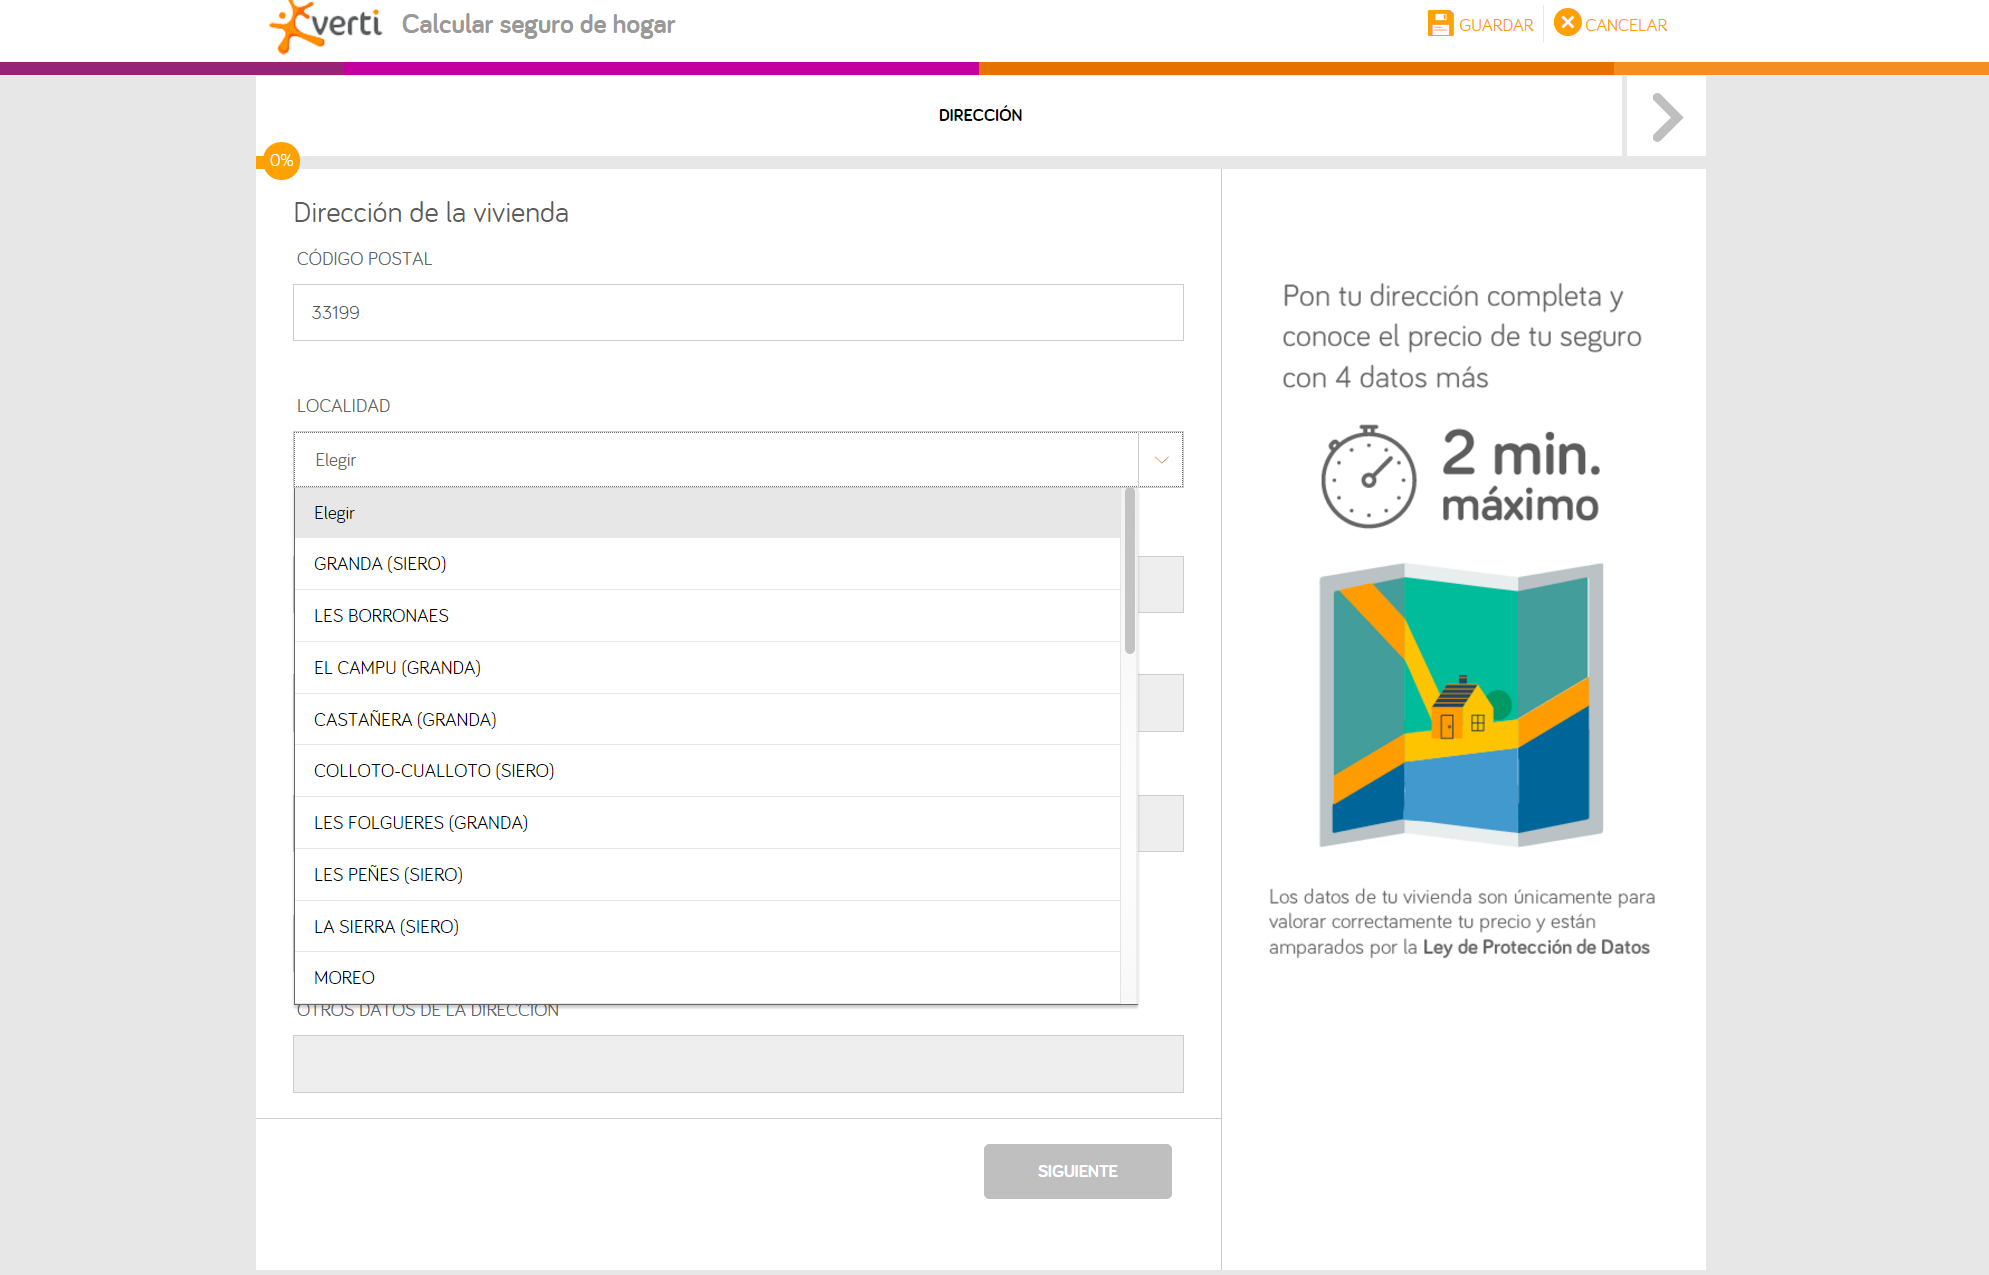 verti
Calcular seguro de hogar
GUARDAR
CANCELAR
DIRECCIÓN
0%
Dirección de la vivienda
CÓDIGO POSTAL
33199
LOCALIDAD
Elegir
Elegir
GRANDA (SIERO)
LES BORRONAES
EL CAMPU (GRANDA)
CASTAÑERA (GRANDA)
COLLOTO-CUALLOTO (SIERO)
LES FOLGUERES (GRANDA)
LES PEÑES (SIERO)
LA SIERRA (SIERO)
MOREO
OTROS DATOS DE LA DIRECCIÓN
SIGUIENTE
Pon tu dirección completa y
conoce el precio de tu seguro
con 4 datos más
2 min.
máximo
Los datos de tu vivienda son únicamente para
valorar correctamente tu precio y están
amparados por la Ley de Protección de Datos